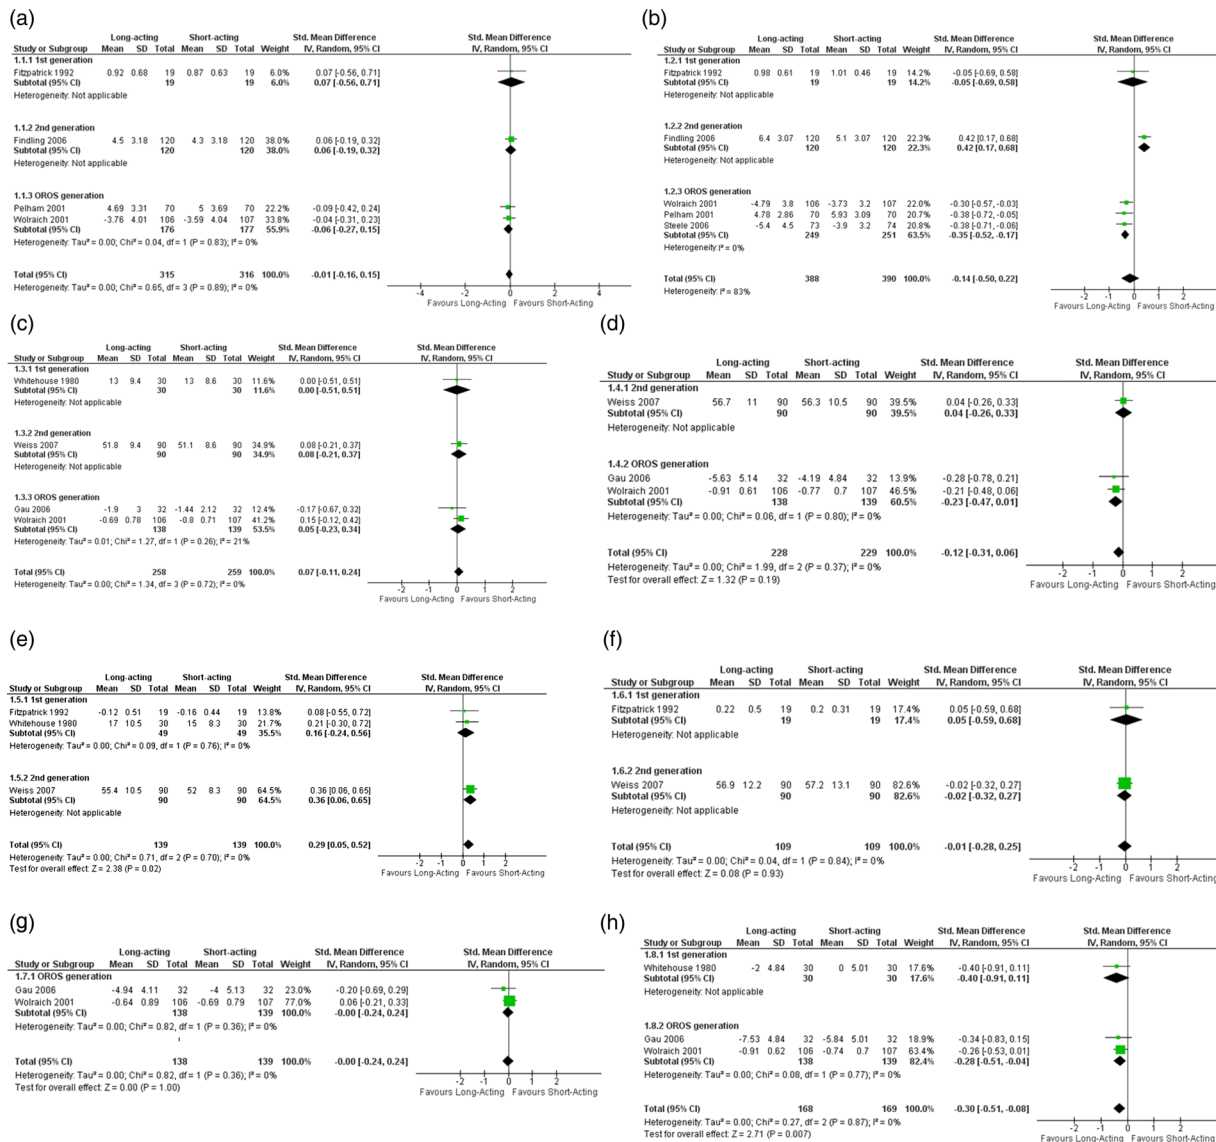 (a)
Long-acting Short-acting Std. Mean Difference Std. Mean Difference
Study or Subgroup Mean SD Total Mean SD Total Weight IV, Random, 95% CI IV, Random, 95% CI
1.1.1 1st generation
Fitzpatrick 1992 0.92 0.68 19 0.87 0.63 19 6.0% 0.07 [-0.56, 0.71]
Subtotal (95% CI) 19 19 6.0% 0.07 [-0.56, 0.71]
Heterogeneity: Not applicable
1.1.2 2nd generation
Findling 2006 4.5 3.18 120 4.3 3.18 120 38.0% 0.06 [-0.19, 0.32]
Subtotal (95% CI) 120 120 38.0% 0.06 [-0.19, 0.32]
Heterogeneity: Not applicable
1.1.3 OROS generation
Pelham 2001 4.69 3.31 70 5 3.69 70 22.2% -0.09 [-0.42, 0.24]
Wolraich 2001 -3.76 4.01 106 -3.59 4.04 107 33.8% -0.04 [-0.31, 0.23]
Subtotal (95% CI) 176 177 55.9% -0.06 [-0.27, 0.15]
Heterogeneity: Tau² = 0.00; Chi² = 0.04, df = 1 (P = 0.83); I² = 0%
Total (95% CI) 315 316 100.0% -0.01 [-0.16, 0.15]
Heterogeneity: Tau² = 0.00; Chi² = 0.65, df = 3 (P = 0.89); I² = 0%
-4 -2 0 2 4
Favours Long-Acting Favours Short-Acting
(b)
Long-acting Short-acting Std. Mean Difference Std. Mean Difference
Study or Subgroup Mean SD Total Mean SD Total Weight IV, Random, 95% CI IV, Random, 95% CI
1.2.1 1st generation
Fitzpatrick 1992 0.98 0.61 19 1.01 0.46 19 14.2% -0.05 [-0.69, 0.58]
Subtotal (95% CI) 19 19 14.2% -0.05 [-0.69, 0.58]
Heterogeneity: Not applicable
1.2.2 2nd generation
Findling 2006 6.4 3.07 120 5.1 3.07 120 22.3% 0.42 [0.17, 0.68]
Subtotal (95% CI) 120 120 22.3% 0.42 [0.17, 0.68]
Heterogeneity: Not applicable
1.2.3 OROS generation
Wolraich 2001 -4.79 3.8 106 -3.73 3.2 107 22.0% -0.30 [-0.57, -0.03]
Pelham 2001 4.78 2.86 70 5.93 3.09 70 20.7% -0.38 [-0.72, -0.05]
Steele 2006 -5.4 4.5 73 -3.9 3.2 74 20.8% -0.38 [-0.71, -0.06]
Subtotal (95% CI) 249 251 63.5% -0.35 [-0.52, -0.17]
Heterogeneity: I² = 0%
Total (95% CI) 388 390 100.0% -0.14 [-0.50, 0.22]
Heterogeneity: I² = 83%
-2 -1 0 1 2
Favours Long-Acting Favours Short-Acting
(c)
Long-acting Short-acting Std. Mean Difference Std. Mean Difference
Study or Subgroup Mean SD Total Mean SD Total Weight IV, Random, 95% CI IV, Random, 95% CI
1.3.1 1st generation
Whitehouse 1980 13 9.4 30 13 8.6 30 11.6% 0.00 [-0.51, 0.51]
Subtotal (95% CI) 30 30 11.6% 0.00 [-0.51, 0.51]
Heterogeneity: Not applicable
1.3.2 2nd generation
Weiss 2007 51.8 9.4 90 51.1 8.6 90 34.9% 0.08 [-0.21, 0.37]
Subtotal (95% CI) 90 90 34.9% 0.08 [-0.21, 0.37]
Heterogeneity: Not applicable
1.3.3 OROS generation
Gau 2006 -1.9 3 32 -1.44 2.12 32 12.4% -0.17 [-0.67, 0.32]
Wolraich 2001 -0.69 0.78 106 -0.8 0.71 107 41.2% 0.15 [-0.12, 0.42]
Subtotal (95% CI) 138 139 53.5% 0.05 [-0.23, 0.34]
Heterogeneity: Tau² = 0.01; Chi² = 1.27, df = 1 (P = 0.26); I² = 21%
Total (95% CI) 258 259 100.0% 0.07 [-0.11, 0.24]
Heterogeneity: Tau² = 0.00; Chi² = 1.34, df = 3 (P = 0.72); I² = 0%
-2 -1 0 1 2
Favours Long-Acting Favours Short-Acting
(d)
Long-acting Short-acting Std. Mean Difference Std. Mean Difference
Study or Subgroup Mean SD Total Mean SD Total Weight IV, Random, 95% CI IV, Random, 95% CI
1.4.1 2nd generation
Weiss 2007 56.7 11 90 56.3 10.5 90 39.5% 0.04 [-0.26, 0.33]
Subtotal (95% CI) 90 90 39.5% 0.04 [-0.26, 0.33]
Heterogeneity: Not applicable
1.4.2 OROS generation
Gau 2006 -5.63 5.14 32 -4.19 4.84 32 13.9% -0.28 [-0.78, 0.21]
Wolraich 2001 -0.91 0.61 106 -0.77 0.7 107 46.5% -0.21 [-0.48, 0.06]
Subtotal (95% CI) 138 139 60.5% -0.23 [-0.47, 0.01]
Heterogeneity: Tau² = 0.00; Chi² = 0.06, df = 1 (P = 0.80); I² = 0%
Total (95% CI) 228 229 100.0% -0.12 [-0.31, 0.06]
Heterogeneity: Tau² = 0.00; Chi² = 1.99, df = 2 (P = 0.37); I² = 0%
Test for overall effect: Z = 1.32 (P = 0.19)
-2 -1 0 1 2
Favours Long-Acting Favours Short-Acting
(e)
Long-acting Short-acting Std. Mean Difference Std. Mean Difference
Study or Subgroup Mean SD Total Mean SD Total Weight IV, Random, 95% CI IV, Random, 95% CI
1.5.1 1st generation
Fitzpatrick 1992 -0.12 0.51 19 -0.16 0.44 19 13.8% 0.08 [-0.55, 0.72]
Whitehouse 1980 17 10.5 30 15 8.3 30 21.7% 0.21 [-0.30, 0.72]
Subtotal (95% CI) 49 49 35.5% 0.16 [-0.24, 0.56]
Heterogeneity: Tau² = 0.00; Chi² = 0.09, df = 1 (P = 0.76); I² = 0%
1.5.2 2nd generation
Weiss 2007 55.4 10.5 90 52 8.3 90 64.5% 0.36 [0.06, 0.65]
Subtotal (95% CI) 90 90 64.5% 0.36 [0.06, 0.65]
Heterogeneity: Not applicable
Total (95% CI) 139 139 100.0% 0.29 [0.05, 0.52]
Heterogeneity: Tau² = 0.00; Chi² = 0.71, df = 2 (P = 0.70); I² = 0%
Test for overall effect: Z = 2.38 (P = 0.02)
-2 -1 0 1 2
Favours Long-Acting Favours Short-Acting
(f)
Long-acting Short-acting Std. Mean Difference Std. Mean Difference
Study or Subgroup Mean SD Total Mean SD Total Weight IV, Random, 95% CI IV, Random, 95% CI
1.6.1 1st generation
Fitzpatrick 1992 0.22 0.5 19 0.2 0.31 19 17.4% 0.05 [-0.59, 0.68]
Subtotal (95% CI) 19 19 17.4% 0.05 [-0.59, 0.68]
Heterogeneity: Not applicable
1.6.2 2nd generation
Weiss 2007 56.9 12.2 90 57.2 13.1 90 82.6% -0.02 [-0.32, 0.27]
Subtotal (95% CI) 90 90 82.6% -0.02 [-0.32, 0.27]
Heterogeneity: Not applicable
Total (95% CI) 109 109 100.0% -0.01 [-0.28, 0.25]
Heterogeneity: Tau² = 0.00; Chi² = 0.04, df = 1 (P = 0.84); I² = 0%
Test for overall effect: Z = 0.08 (P = 0.93)
-2 -1 0 1 2
Favours Long-Acting Favours Short-Acting
(g)
Long-acting Short-acting Std. Mean Difference Std. Mean Difference
Study or Subgroup Mean SD Total Mean SD Total Weight IV, Random, 95% CI IV, Random, 95% CI
1.7.1 OROS generation
Gau 2006 -4.94 4.11 32 -4 5.13 32 23.0% -0.20 [-0.69, 0.29]
Wolraich 2001 -0.64 0.89 106 -0.69 0.79 107 77.0% 0.06 [-0.21, 0.33]
Subtotal (95% CI) 138 139 100.0% -0.00 [-0.24, 0.24]
Heterogeneity: Tau² = 0.00; Chi² = 0.82, df = 1 (P = 0.36); I² = 0%
Total (95% CI) 138 139 100.0% -0.00 [-0.24, 0.24]
Heterogeneity: Tau² = 0.00; Chi² = 0.82, df = 1 (P = 0.36); I² = 0%
Test for overall effect: Z = 0.00 (P = 1.00)
-2 -1 0 1 2
Favours Long-Acting Favours Short-Acting
(h)
Long-acting Short-acting Std. Mean Difference Std. Mean Difference
Study or Subgroup Mean SD Total Mean SD Total Weight IV, Random, 95% CI IV, Random, 95% CI
1.8.1 1st generation
Whitehouse 1980 -2 4.84 30 0 5.01 30 17.6% -0.40 [-0.91, 0.11]
Subtotal (95% CI) 30 30 17.6% -0.40 [-0.91, 0.11]
Heterogeneity: Not applicable
1.8.2 OROS generation
Gau 2006 -7.53 4.84 32 -5.84 5.01 32 18.9% -0.34 [-0.83, 0.15]
Wolraich 2001 -0.91 0.62 106 -0.74 0.7 107 63.4% -0.26 [-0.53, 0.01]
Subtotal (95% CI) 138 139 82.4% -0.28 [-0.51, -0.04]
Heterogeneity: Tau² = 0.00; Chi² = 0.08, df = 1 (P = 0.77); I² = 0%
Total (95% CI) 168 169 100.0% -0.30 [-0.51, -0.08]
Heterogeneity: Tau² = 0.00; Chi² = 0.27, df = 2 (P = 0.87); I² = 0%
Test for overall effect: Z = 2.71 (P = 0.007)
-2 -1 0 1 2
Favours Long-Acting Favours Short-Acting